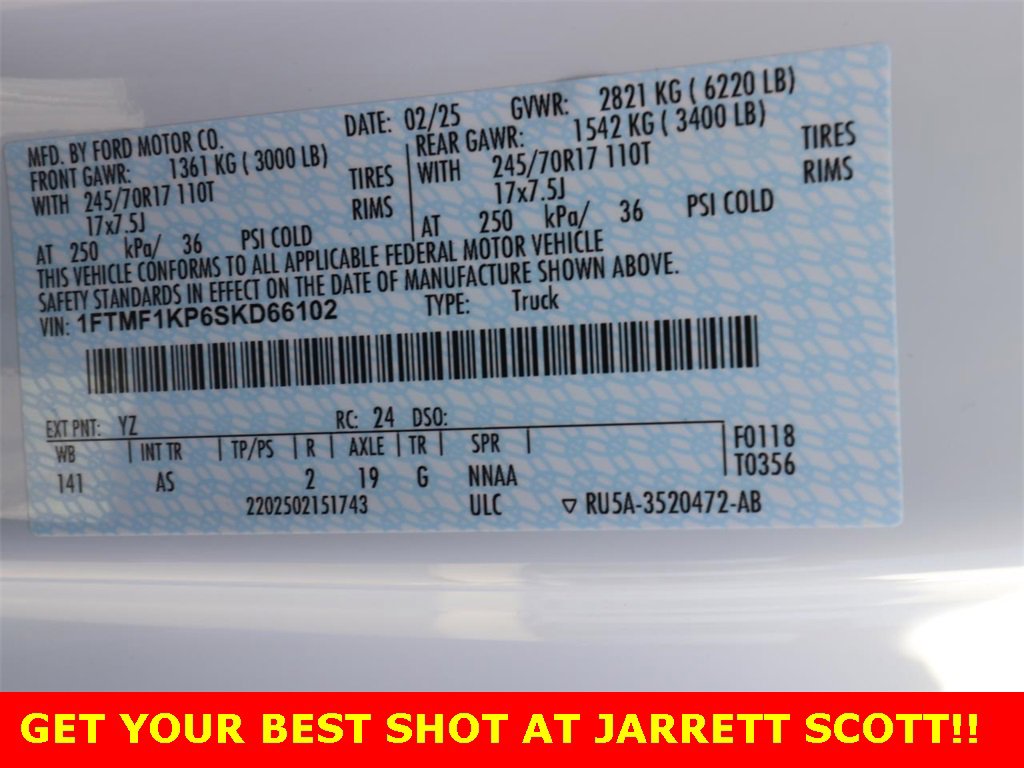 MFD. BY FORD MOTOR CO. DATE: 02/25 GVWR: 2821 KG ( 6220 LB)
FRONT GAWR: 1361 KG ( 3000 LB) REAR GAWR: 1542 KG ( 3400 LB)
WITH 245/70R17 110T TIRES WITH 245/70R17 110T TIRES
17x7.5J RIMS 17x7.5J RIMS
AT 250 kPa/ 36 PSI COLD AT 250 kPa/ 36 PSI COLD
THIS VEHICLE CONFORMS TO ALL APPLICABLE FEDERAL MOTOR VEHICLE
SAFETY STANDARDS IN EFFECT ON THE DATE OF MANUFACTURE SHOWN ABOVE.
VIN: 1FTMF1KP6SKD66102 TYPE: Truck
EXT PNT: YZ RC: 24 DSO:
WB INT TR TP/PS R AXLE TR SPR F0118
141 AS 2 19 G NNAA T0356
2202502151743 ULC ▽ RU5A-3520472-AB
GET YOUR BEST SHOT AT JARRETT SCOTT!!